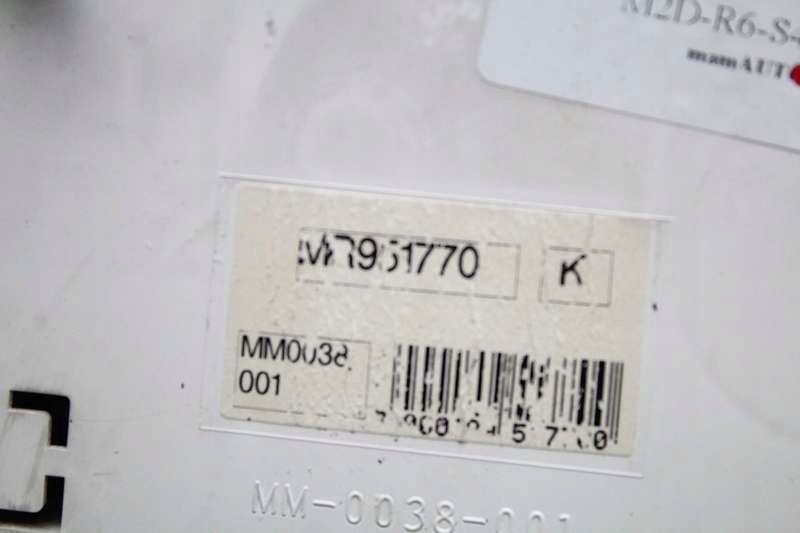 M2D-R6-S-
mamAUT
MR951770 K
MM0038
001
MM-0038-001